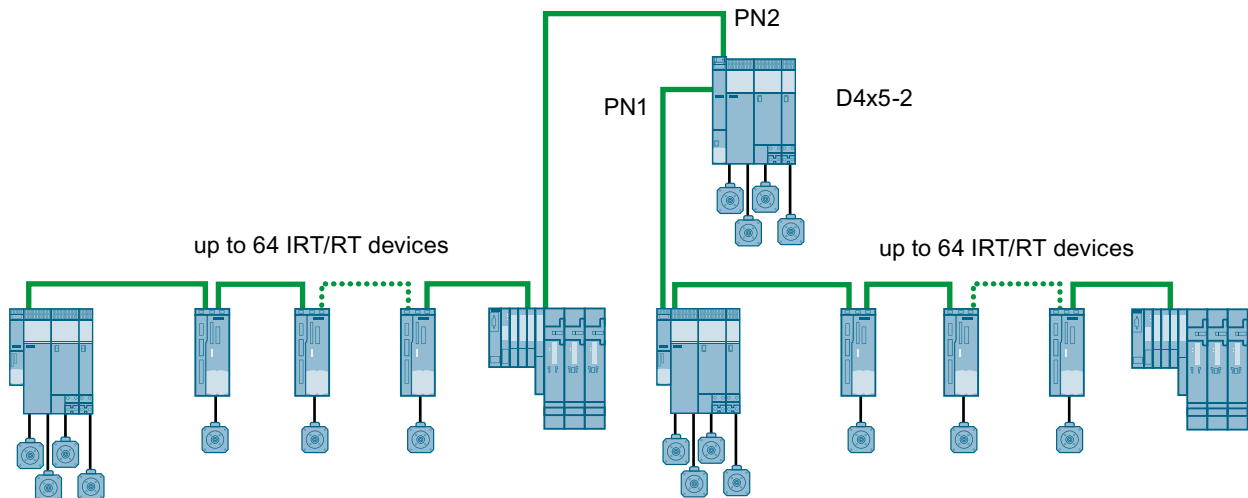 PN2
PN1
D4x5-2
up to 64 IRT/RT devices
up to 64 IRT/RT devices